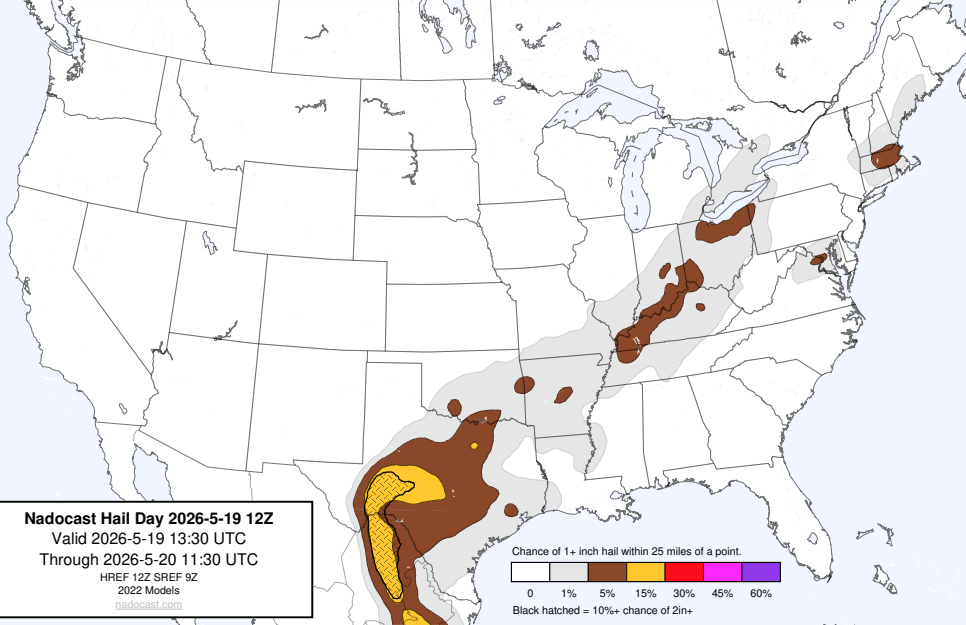 Nadocast Hail Day 2026-5-19 12Z
Valid 2026-5-19 13:30 UTC
Through 2026-5-20 11:30 UTC
HREF 12Z SREF 9Z
2022 Models
nadocast.com
Chance of 1+ inch hail within 25 miles of a point.
0 1% 5% 15% 30% 45% 60%
Black hatched = 10%+ chance of 2in+